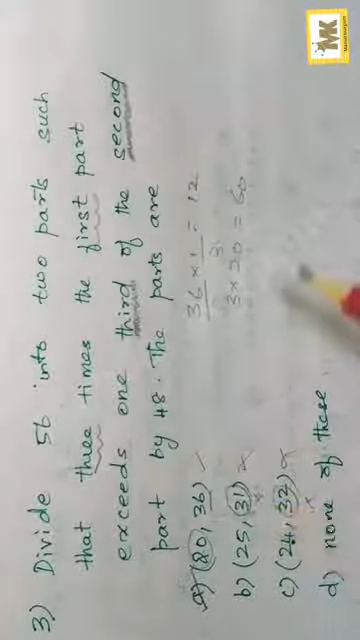 3) Divide 56 into two parts such
that three times the first part
exceeds one third of the second
part by 48. The parts are
a) (20, 36)
36 × 1/3 = 12
3 × 20 = 60
b) (25, 31) ×
c) (24, 32) ×
d) none of these
MK